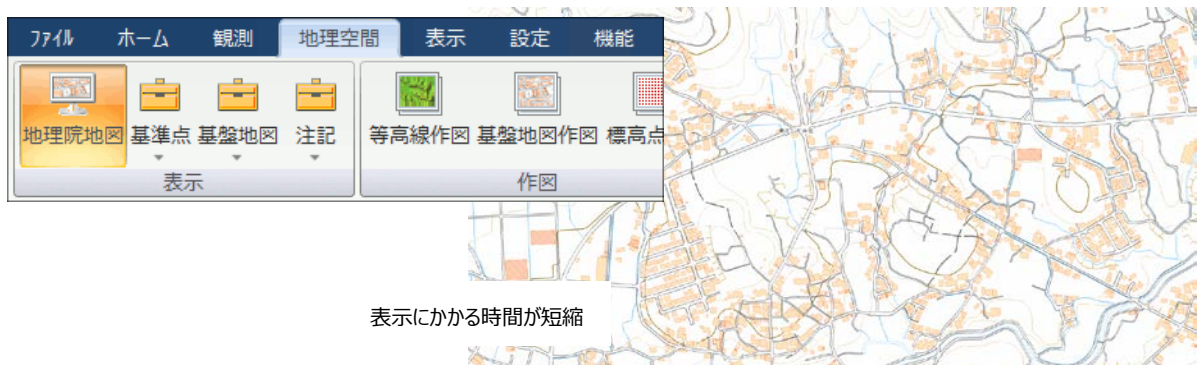 ファイル ホーム 観測 地理空間 表示 設定 機能
地理院地図 基準点 基盤地図 注記 等高線作図 基盤地図作図 標高点
表示 作図
表示にかかる時間が短縮